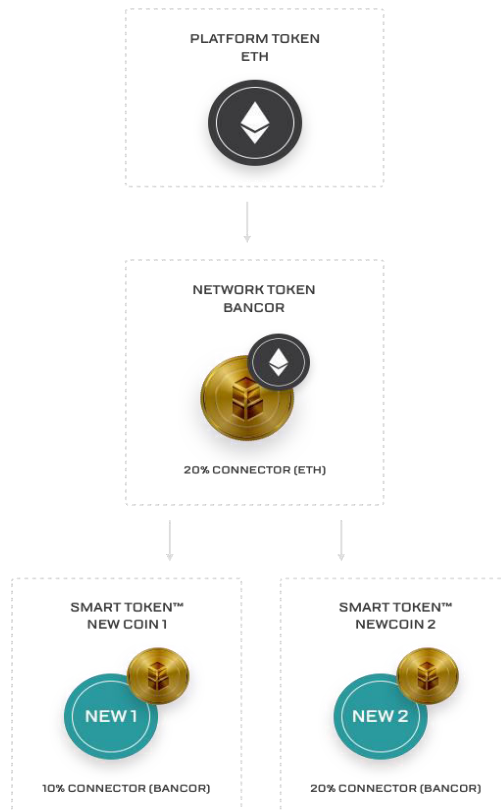 PLATFORM TOKEN
ETH
NETWORK TOKEN
BANCOR
20% CONNECTOR (ETH)
SMART TOKEN™
NEW COIN 1
NEW 1
10% CONNECTOR (BANCOR)
SMART TOKEN™
NEWCOIN 2
NEW 2
20% CONNECTOR (BANCOR)